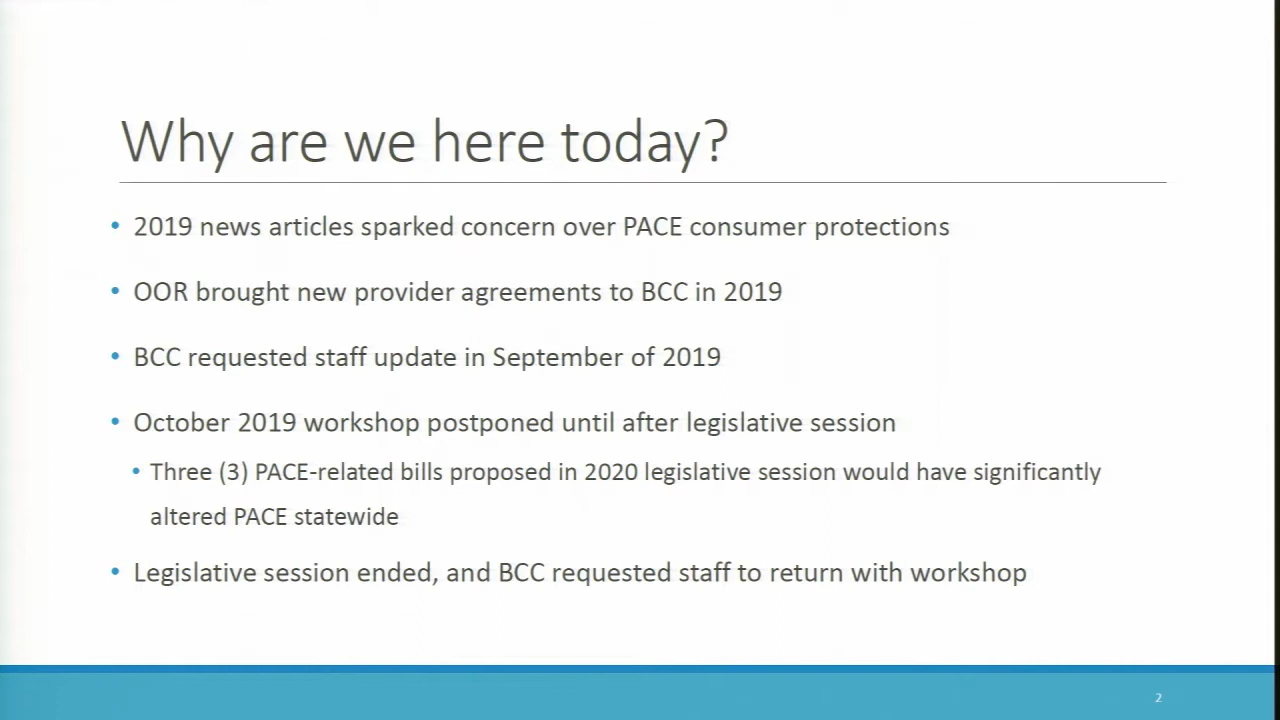 Why are we here today?
• 2019 news articles sparked concern over PACE consumer protections
• OOR brought new provider agreements to BCC in 2019
• BCC requested staff update in September of 2019
• October 2019 workshop postponed until after legislative session
• Three (3) PACE-related bills proposed in 2020 legislative session would have significantly
altered PACE statewide
• Legislative session ended, and BCC requested staff to return with workshop
2